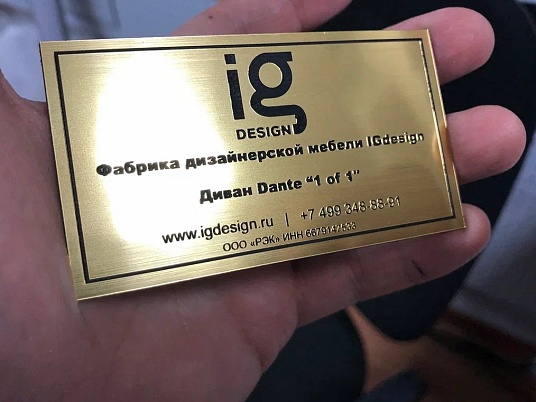 ig
DESIGN
Фабрика дизайнерской мебели IGdesign
Диван Dante “1 of 1”
www.igdesign.ru | +7 499 348-88-91
ООО «РЭК» ИНН